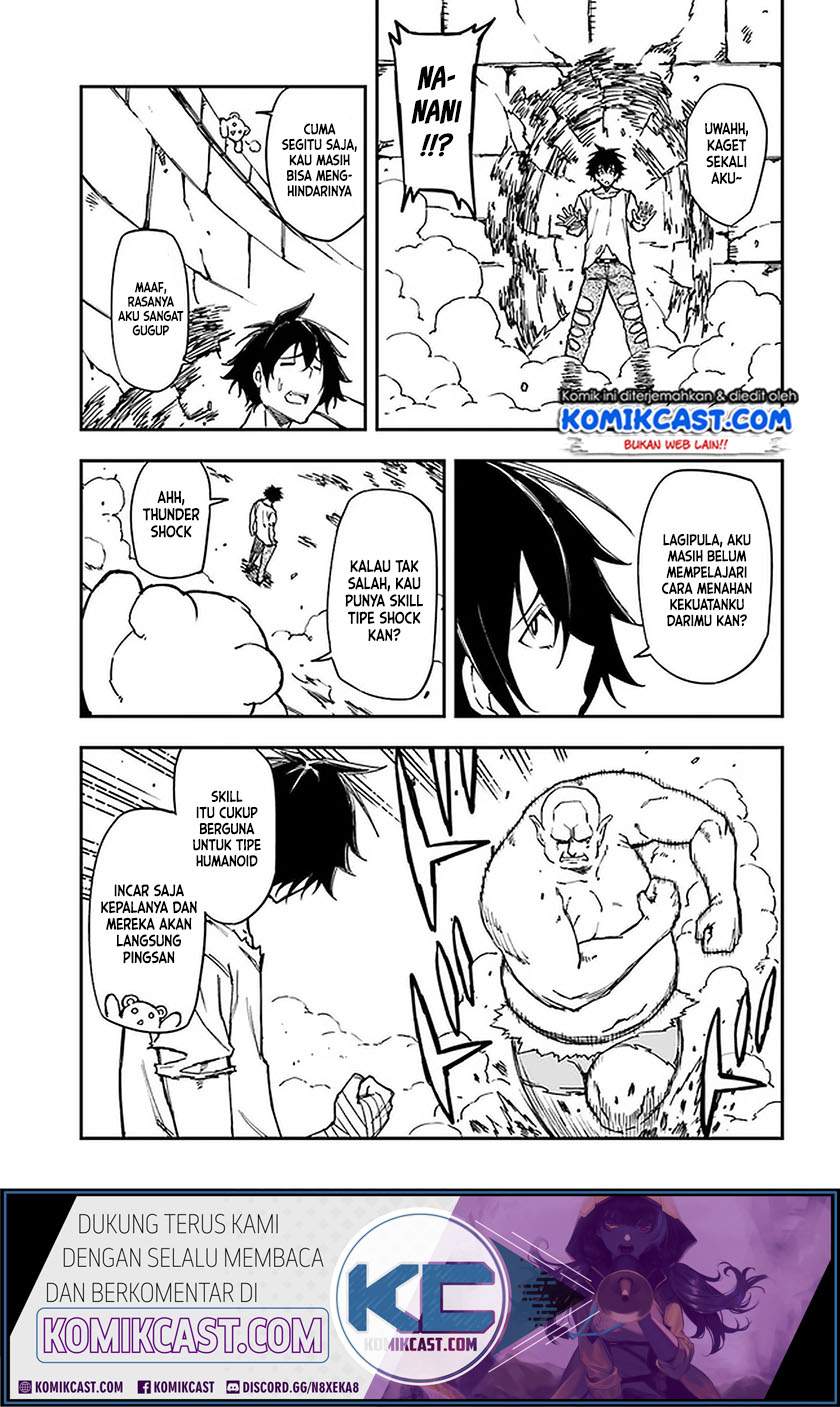 UWAHH,
KAGET
SEKALI
AKU~
NA-
NANI
!!?
CUMA
SEGITU SAJA,
KAU MASIH
BISA MENG-
HINDARINYA
MAAF,
RASANYA
AKU SANGAT
GUGUP
Komik ini diterjemahkan & diedit oleh
KOMIKCAST.COM
BUKAN WEB LAIN!!
LAGIPULA, AKU
MASIH BELUM
MEMPELAJARI
CARA MENAHAN
KEKUATANKU
DARIMU KAN?
KALAU TAK
SALAH, KAU
PUNYA SKILL
TIPE SHOCK
KAN?
AHH,
THUNDER
SHOCK
SKILL
ITU CUKUP
BERGUNA
UNTUK TIPE
HUMANOID
INCAR SAJA
KEPALANYA DAN
MEREKA AKAN
LANGSUNG
PINGSAN
DUKUNG TERUS KAMI
DENGAN SELALU MEMBACA
DAN BERKOMENTAR DI
KOMIKCAST.COM
KC
KOMIKCAST.COM
KOMIKCAST.COM KOMIKCAST DISCORD.GG/N8XEKA8